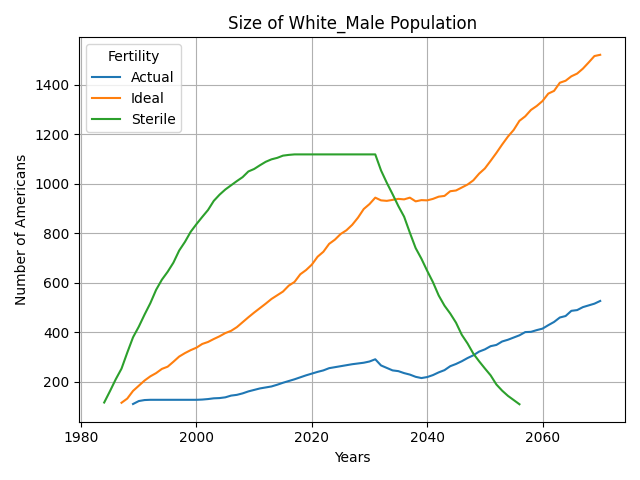 Size of White_Male Population
Fertility
Actual
Ideal
Sterile
Number of Americans
1400
1200
1000
800
600
400
200
1980
2000
2020
2040
2060
Years